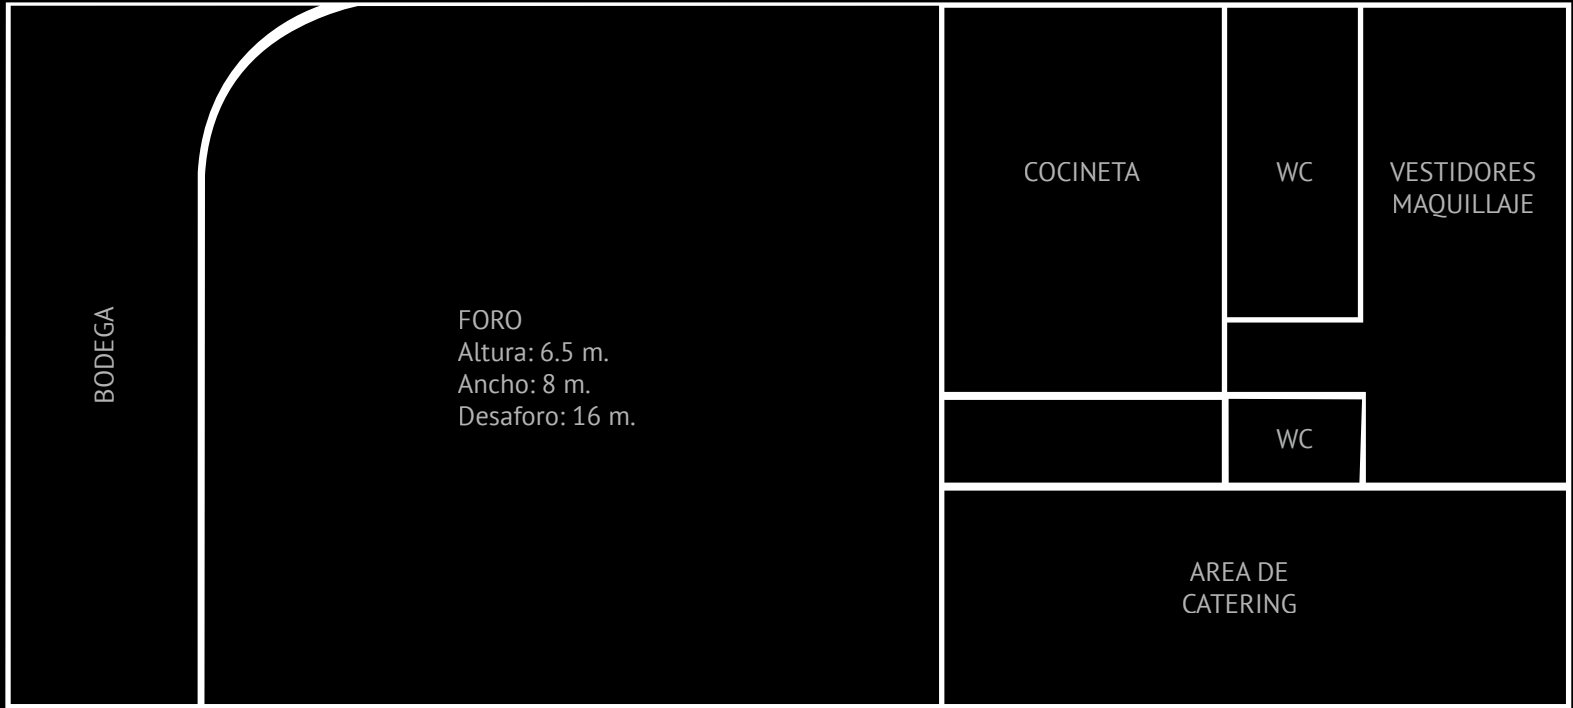 BODEGA
FORO
Altura: 6.5 m.
Ancho: 8 m.
Desaforo: 16 m.
COCINETA
WC
VESTIDORES
MAQUILLAJE
WC
AREA DE
CATERING